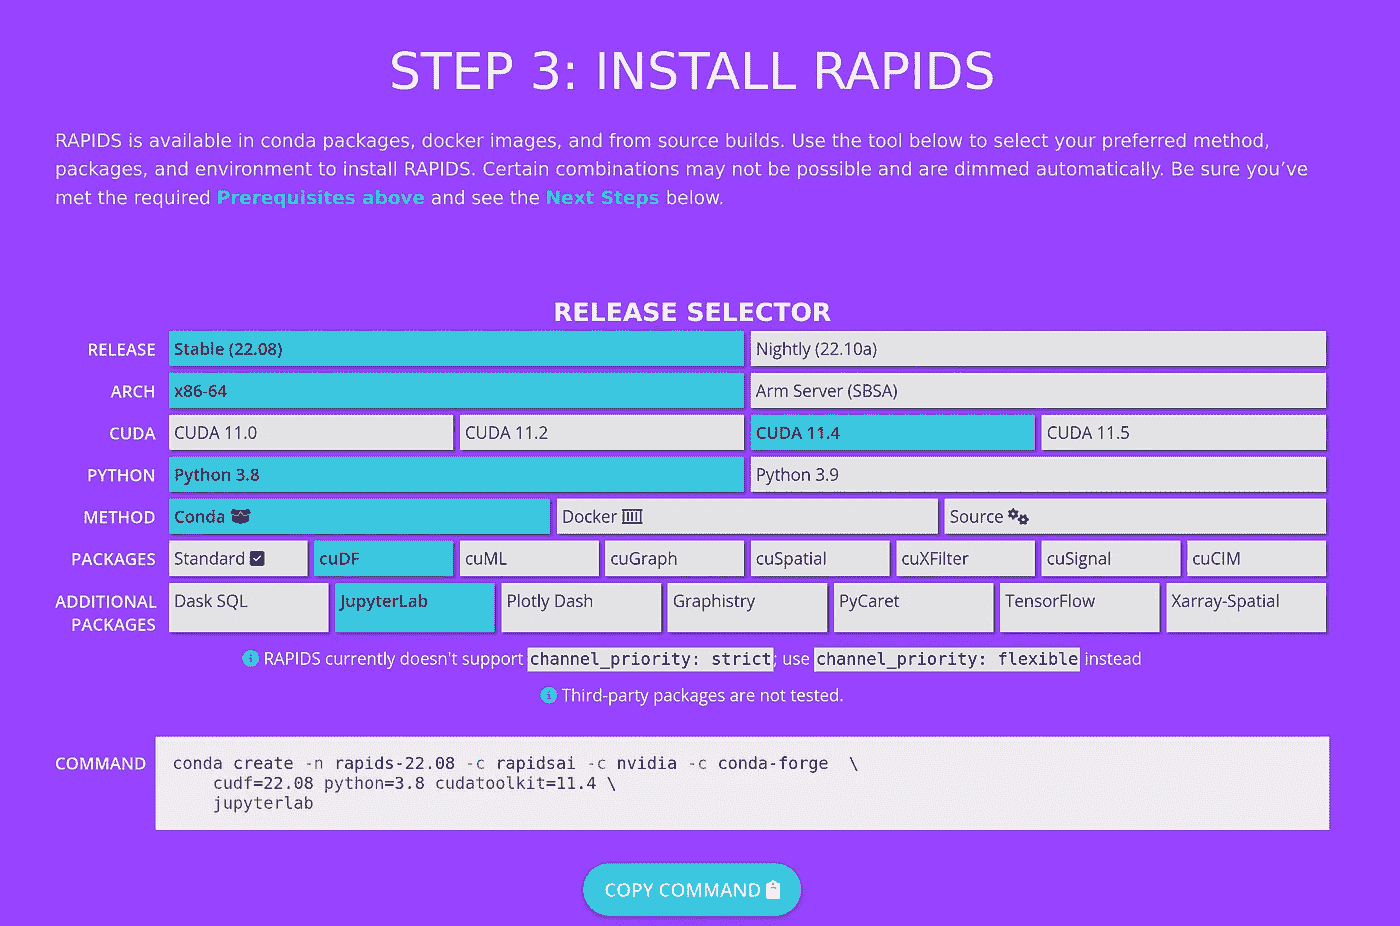 STEP 3: INSTALL RAPIDS
RAPIDS is available in conda packages, docker images, and from source builds. Use the tool below to select your preferred method,
packages, and environment to install RAPIDS. Certain combinations may not be possible and are dimmed automatically. Be sure you’ve
met the required Prerequisites above and see the Next Steps below.
RELEASE SELECTOR
RELEASE Stable (22.08) Nightly (22.10a)
ARCH x86-64 Arm Server (SBSA)
CUDA CUDA 11.0 CUDA 11.2 CUDA 11.4 CUDA 11.5
PYTHON Python 3.8 Python 3.9
METHOD Conda Docker Source
PACKAGES Standard cuDF cuML cuGraph cuSpatial cuXFilter cuSignal cuCIM
ADDITIONAL PACKAGES Dask SQL JupyterLab Plotly Dash Graphistry PyCaret TensorFlow Xarray-Spatial
RAPIDS currently doesn't support channel_priority: strict; use channel_priority: flexible instead
Third-party packages are not tested.
COMMAND conda create -n rapids-22.08 -c rapidsai -c nvidia -c conda-forge \
cudf=22.08 python=3.8 cudatoolkit=11.4 \
jupyterlab
COPY COMMAND